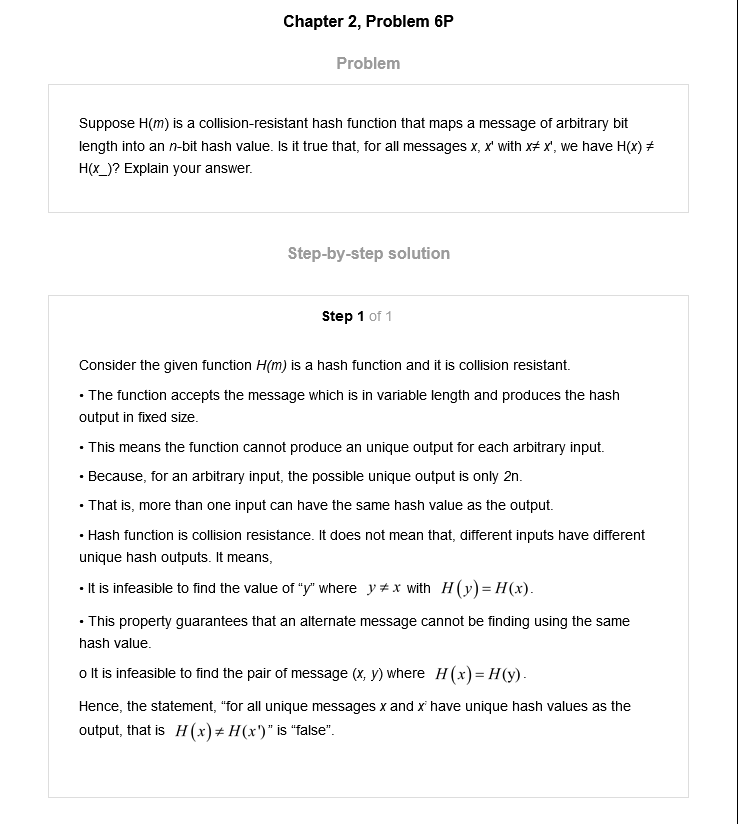 Chapter 2, Problem 6P
Problem
Suppose H(m) is a collision-resistant hash function that maps a message of arbitrary bit
length into an n-bit hash value. Is it true that, for all messages x, x' with x≠ x', we have H(x) ≠
H(x_)? Explain your answer.
Step-by-step solution
Step 1 of 1
Consider the given function H(m) is a hash function and it is collision resistant.
• The function accepts the message which is in variable length and produces the hash
output in fixed size.
• This means the function cannot produce an unique output for each arbitrary input.
• Because, for an arbitrary input, the possible unique output is only 2n.
• That is, more than one input can have the same hash value as the output.
• Hash function is collision resistance. It does not mean that, different inputs have different
unique hash outputs. It means,
• It is infeasible to find the value of “y” where y ≠ x with H(y) = H(x).
• This property guarantees that an alternate message cannot be finding using the same
hash value.
o It is infeasible to find the pair of message (x, y) where H(x) = H(y).
Hence, the statement, “for all unique messages x and x' have unique hash values as the
output, that is H(x) ≠ H(x')” is “false”.